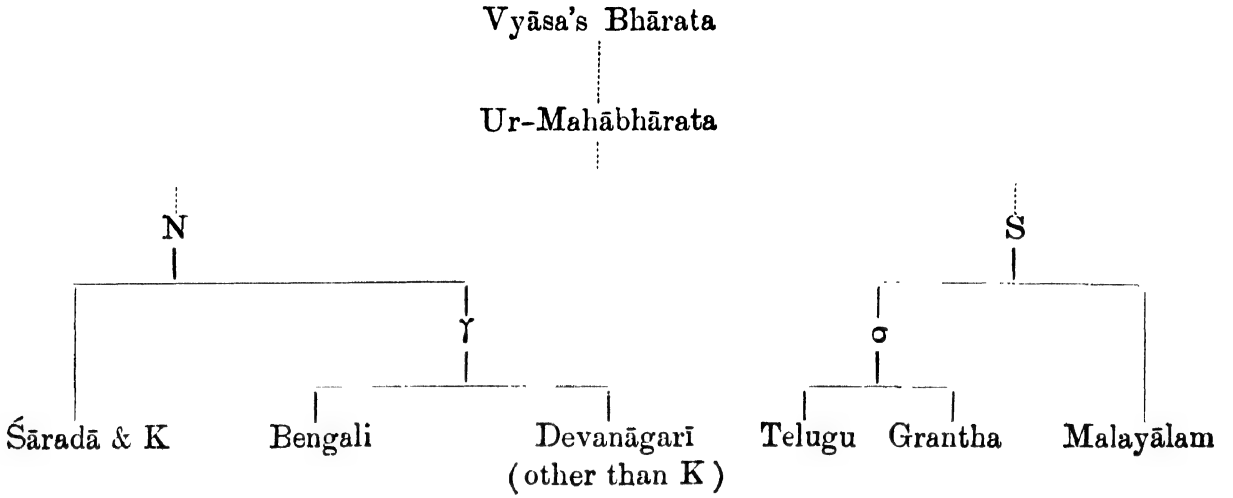 Vyāsa's Bhārata
Ur-Mahābhārata
N S
γ σ
Śāradā & K Bengali Devanāgarī Telugu Grantha Malayālam
(other than K)